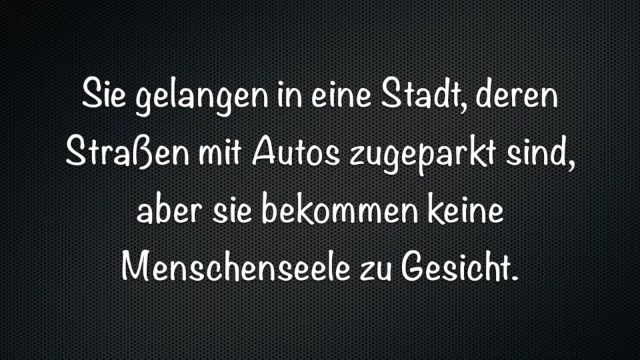 Sie gelangen in eine Stadt, deren
Straßen mit Autos zugeparkt sind,
aber sie bekommen keine
Menschenseele zu Gesicht.